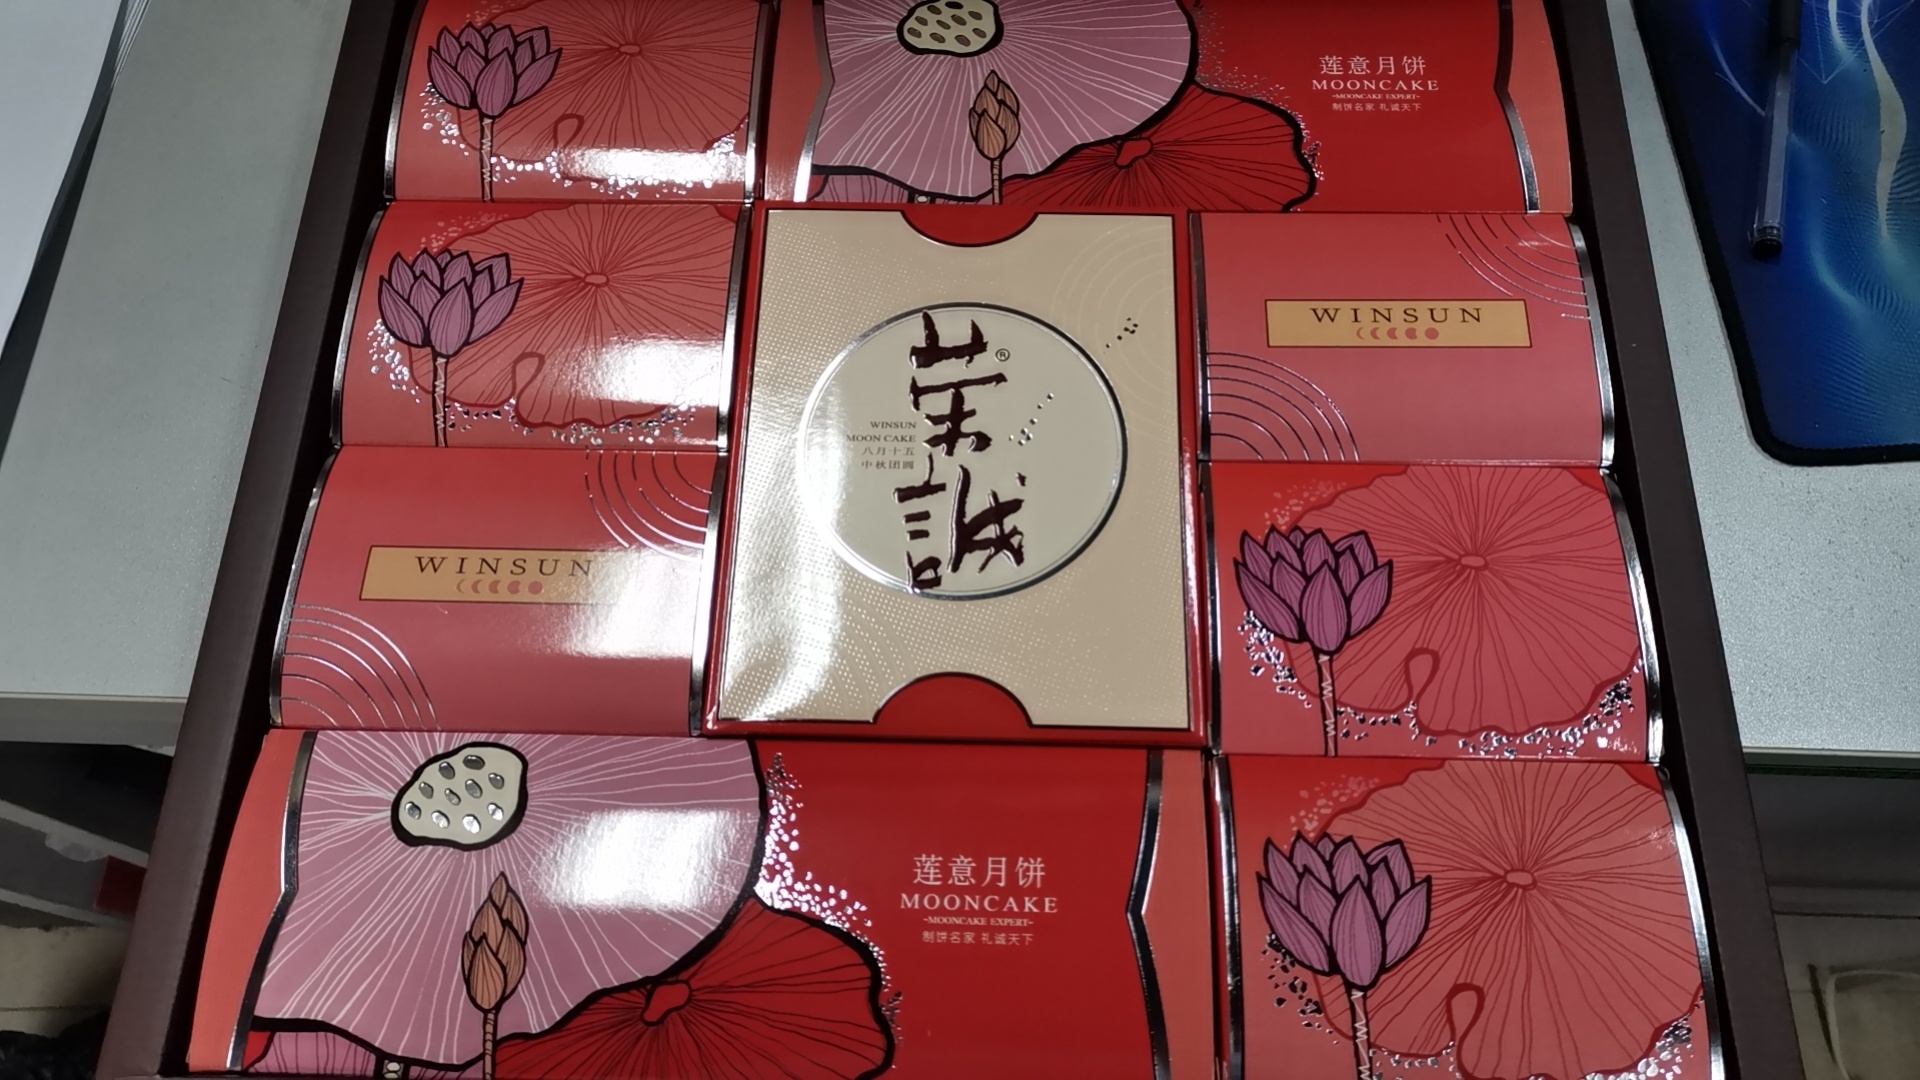 莲意月饼
MOONCAKE
-MOONCAKE EXPERT-
制饼名家 礼诚天下
WINSUN
荣誠
®
WINSUN
MOON CAKE
八月十五
中秋团圆
WINSUN
莲意月饼
MOONCAKE
-MOONCAKE EXPERT-
制饼名家 礼诚天下